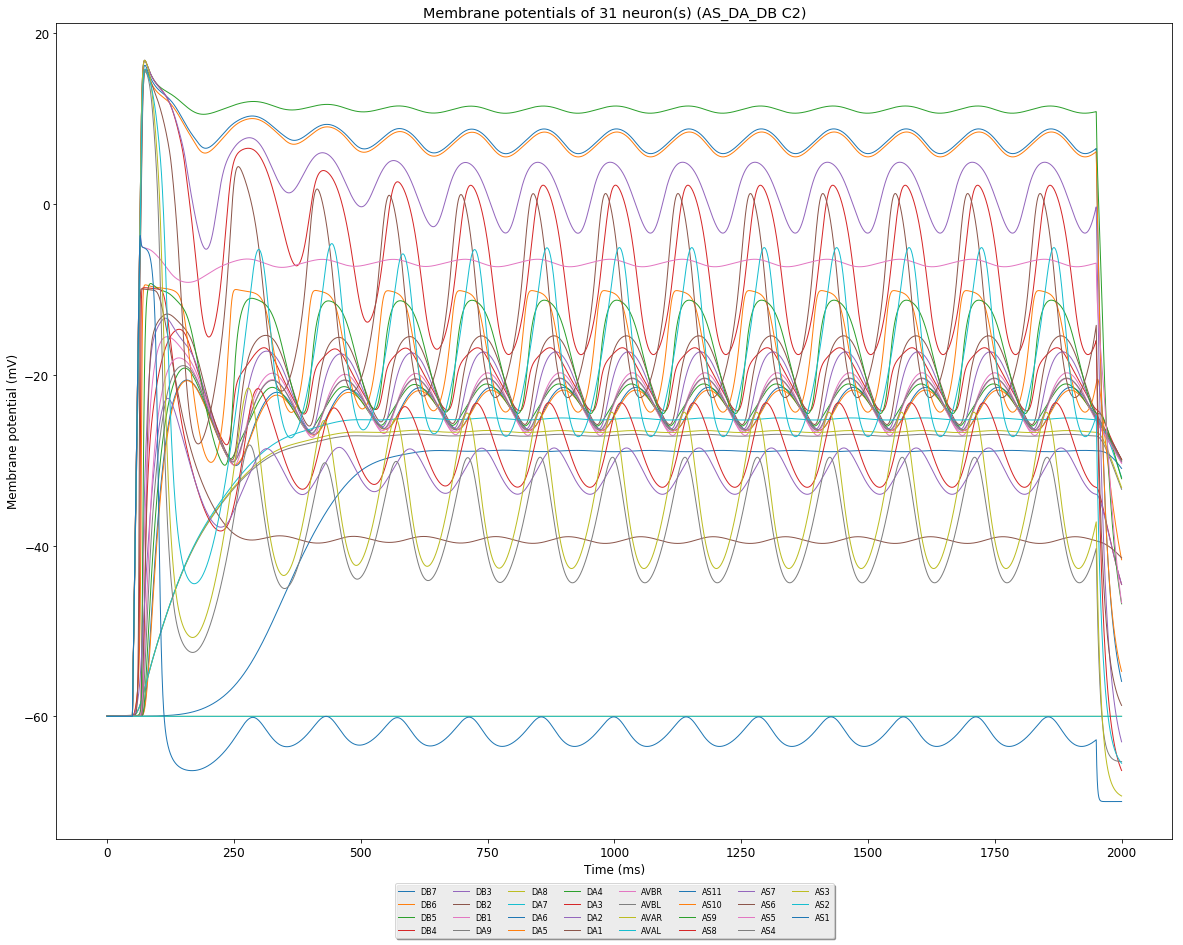 Membrane potentials of 31 neuron(s) (AS_DA_DB C2)
20
0
−20
−40
−60
Membrane potential (mV)
0 250 500 750 1000 1250 1500 1750 2000
Time (ms)
DB7 DB3 DA8 DA4 AVBR AS11 AS7 AS3
DB6 DB2 DA7 DA3 AVBL AS10 AS6 AS2
DB5 DB1 DA6 DA2 AVAR AS9 AS5 AS1
DB4 DA9 DA5 DA1 AVAL AS8 AS4